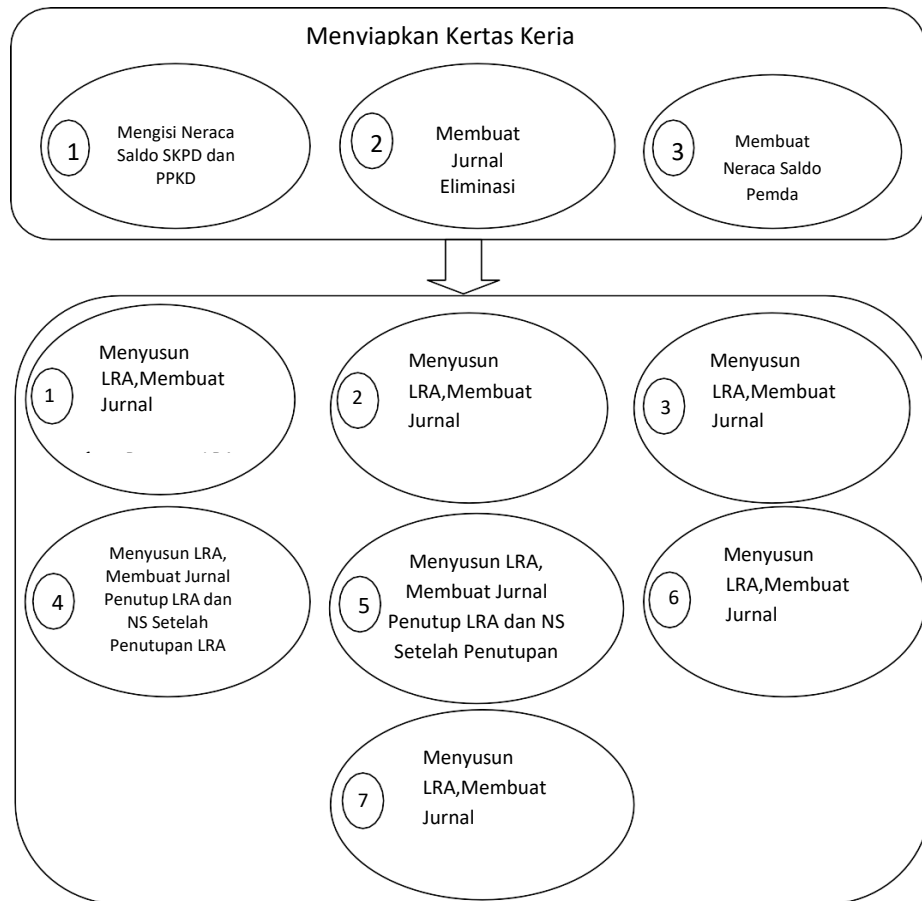 Menyiapkan Kertas Kerja
1
Mengisi Neraca
Saldo SKPD dan
PPKD
2
Membuat
Jurnal
Eliminasi
3
Membuat
Neraca Saldo
Pemda
1
Menyusun
LRA,Membuat
Jurnal
2
Menyusun
LRA,Membuat
Jurnal
3
Menyusun
LRA,Membuat
Jurnal
4
Menyusun LRA,
Membuat Jurnal
Penutup LRA dan
NS Setelah
Penutupan LRA
5
Menyusun LRA,
Membuat Jurnal
Penutup LRA dan NS
Setelah Penutupan
6
Menyusun
LRA,Membuat
Jurnal
7
Menyusun
LRA,Membuat
Jurnal